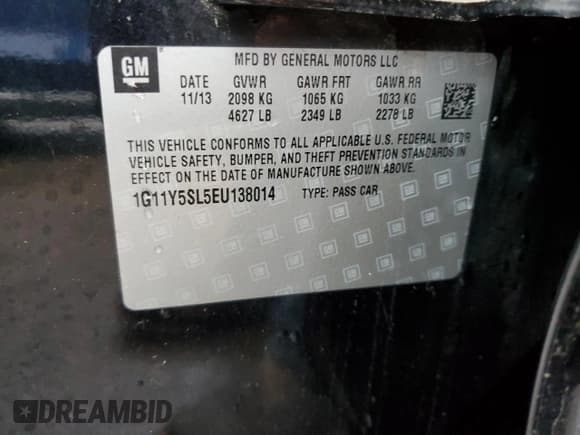 GM
MFD BY GENERAL MOTORS LLC
DATE GVWR GAWR FRT GAWR RR
11/13 2098 KG 1065 KG 1033 KG
4627 LB 2349 LB 2278 LB
THIS VEHICLE CONFORMS TO ALL APPLICABLE U.S. FEDERAL MOTOR
VEHICLE SAFETY, BUMPER, AND THEFT PREVENTION STANDARDS IN
EFFECT ON THE DATE OF MANUFACTURE SHOWN ABOVE.
1G11Y5SL5EU138014 TYPE: PASS CAR
DREAMBID